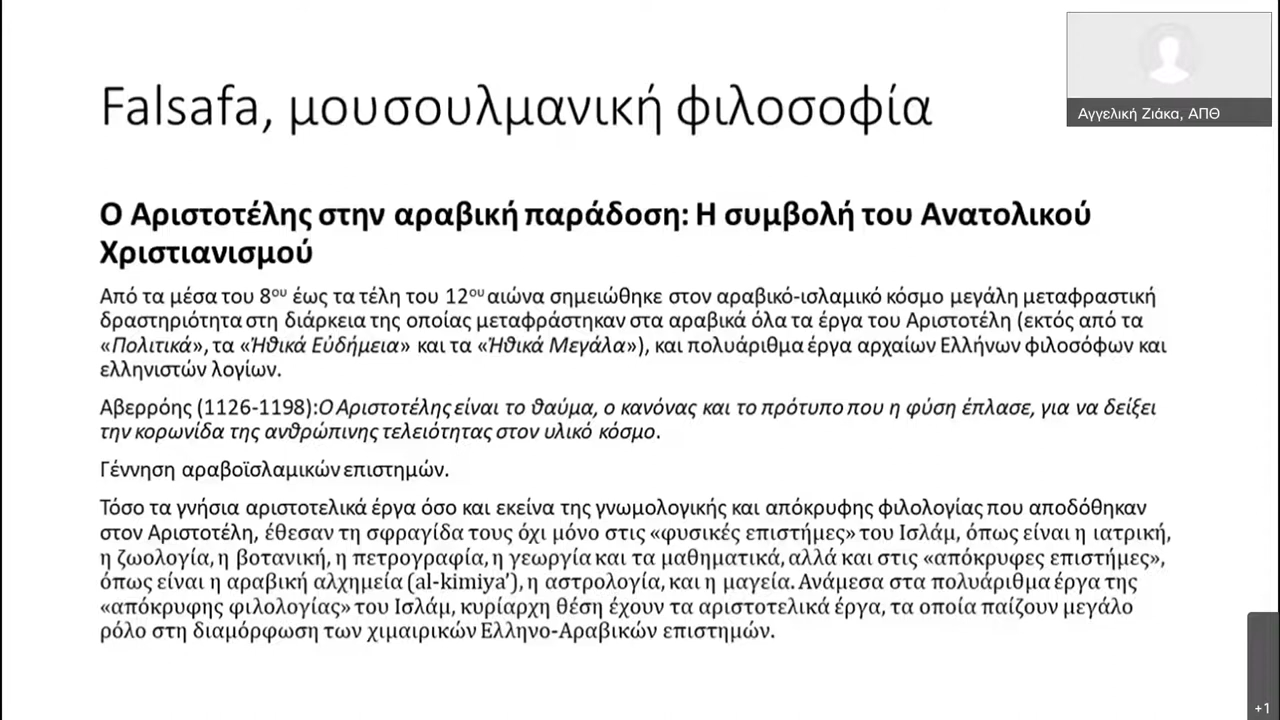 Falsafa, μουσουλμανική φιλοσοφία
Αγγελική Ζιάκα, ΑΠΘ
Ο Αριστοτέλης στην αραβική παράδοση: Η συμβολή του Ανατολικού
Χριστιανισμού
Από τα μέσα του 8ου έως τα τέλη του 12ου αιώνα σημειώθηκε στον αραβικό-ισλαμικό κόσμο μεγάλη μεταφραστική
δραστηριότητα στη διάρκεια της οποίας μεταφράστηκαν στα αραβικά όλα τα έργα του Αριστοτέλη (εκτός από τα
«Πολιτικά», τα «Ἠθικά Εὐδήμεια» και τα «Ἠθικά Μεγάλα»), και πολυάριθμα έργα αρχαίων Ελλήνων φιλοσόφων και
ελληνιστών λογίων.
Αβερρόης (1126-1198):Ο Αριστοτέλης είναι το θαύμα, ο κανόνας και το πρότυπο που η φύση έπλασε, για να δείξει
την κορωνίδα της ανθρώπινης τελειότητας στον υλικό κόσμο.
Γέννηση αραβοϊσλαμικών επιστημών.
Τόσο τα γνήσια αριστοτελικά έργα όσο και εκείνα της γνωμολογικής και απόκρυφης φιλολογίας που αποδόθηκαν
στον Αριστοτέλη, έθεσαν τη σφραγίδα τους όχι μόνο στις «φυσικές επιστήμες» του Ισλάμ, όπως είναι η ιατρική,
η ζωολογία, η βοτανική, η πετρογραφία, η γεωργία και τα μαθηματικά, αλλά και στις «απόκρυφες επιστήμες»,
όπως είναι η αραβική αλχημεία (al-kimiya’), η αστρολογία, και η μαγεία. Ανάμεσα στα πολυάριθμα έργα της
«απόκρυφης φιλολογίας» του Ισλάμ, κυρίαρχη θέση έχουν τα αριστοτελικά έργα, τα οποία παίζουν μεγάλο
ρόλο στη διαμόρφωση των χιμαιρικών Ελληνο-Αραβικών επιστημών.
+1